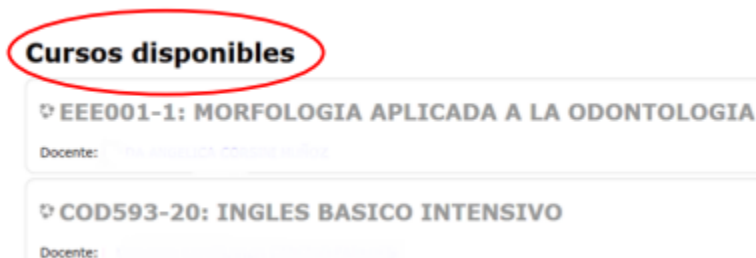 Cursos disponibles
EEE001-1: MORFOLOGIA APLICADA A LA ODONTOLOGIA
Docente:
COD593-20: INGLES BASICO INTENSIVO
Docente: